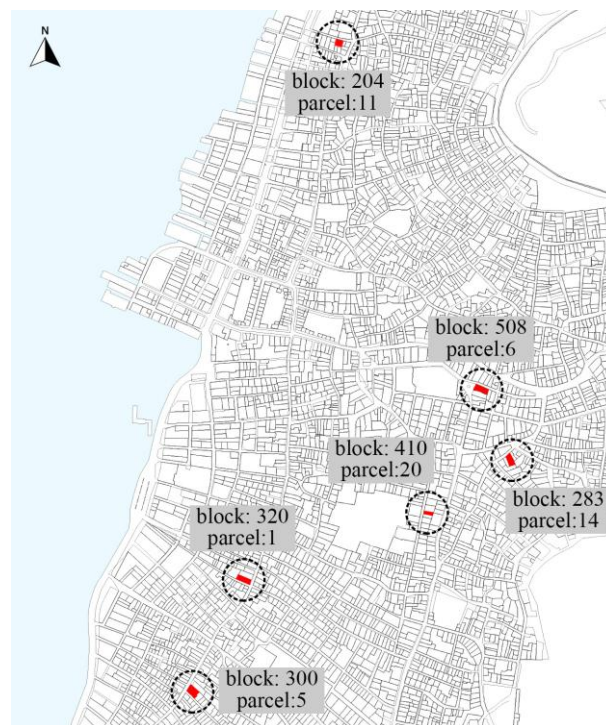 N
block: 204
parcel:11
block: 508
parcel:6
block: 410
parcel:20
block: 283
parcel:14
block: 320
parcel:1
block: 300
parcel:5